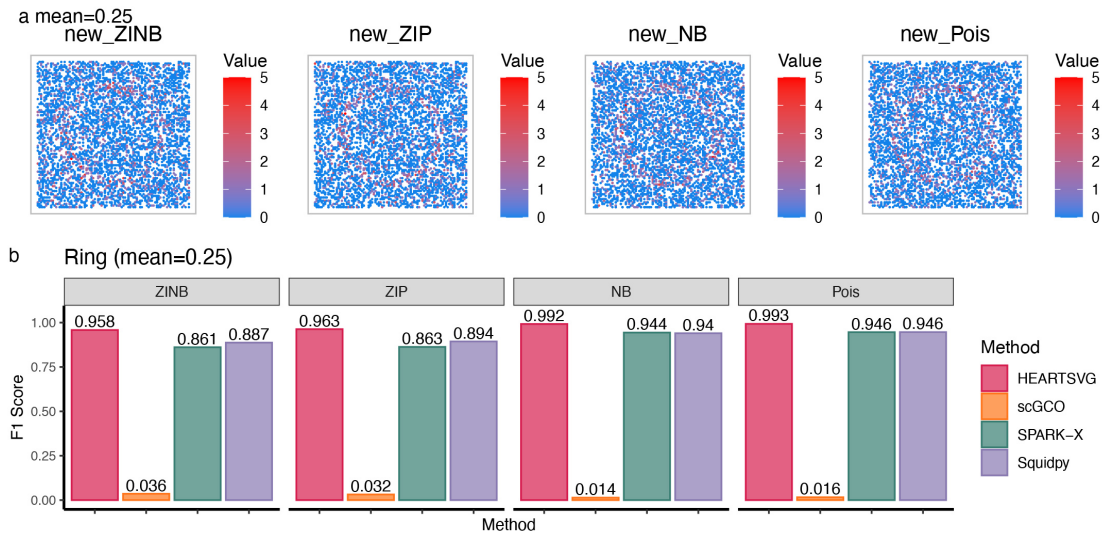 a mean=0.25
new_ZINB new_ZIP new_NB new_Pois
Value Value Value Value
5 5 5 5
4 4 4 4
3 3 3 3
2 2 2 2
1 1 1 1
0 0 0 0
b Ring (mean=0.25)
ZINB ZIP NB Pois
0.958 0.036 0.861 0.887 0.963 0.032 0.863 0.894 0.992 0.014 0.944 0.94 0.993 0.016 0.946 0.946
F1 Score
1.00
0.75
0.50
0.25
0.00
Method
Method
HEARTSVG
scGCO
SPARK-X
Squidpy